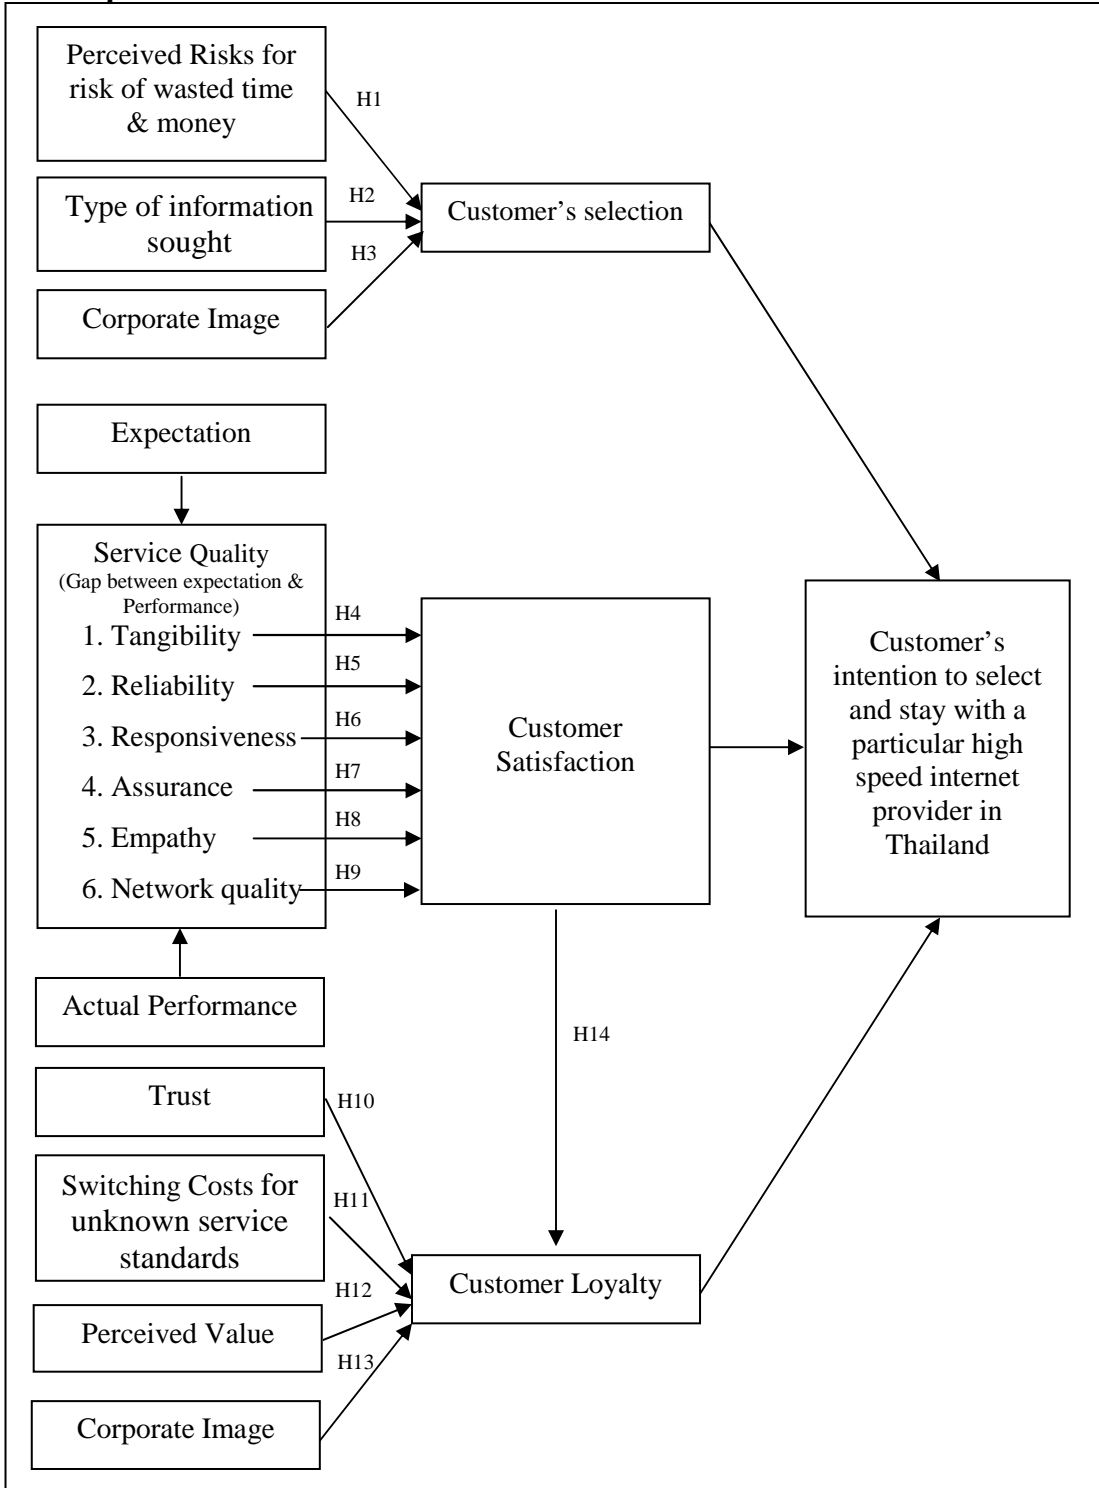 Perceived Risks for
risk of wasted time
& money
H1
Type of information
sought
H2
Customer’s selection
H3
Corporate Image
Expectation
Service Quality
(Gap between expectation &
Performance)
1. Tangibility
H4
2. Reliability
H5
3. Responsiveness
H6
4. Assurance
H7
5. Empathy
H8
6. Network quality
H9
Customer
Satisfaction
Customer’s
intention to select
and stay with a
particular high
speed internet
provider in
Thailand
Actual Performance
H14
Trust
H10
Switching Costs for
unknown service
standards
H11
Customer Loyalty
H12
Perceived Value
H13
Corporate Image